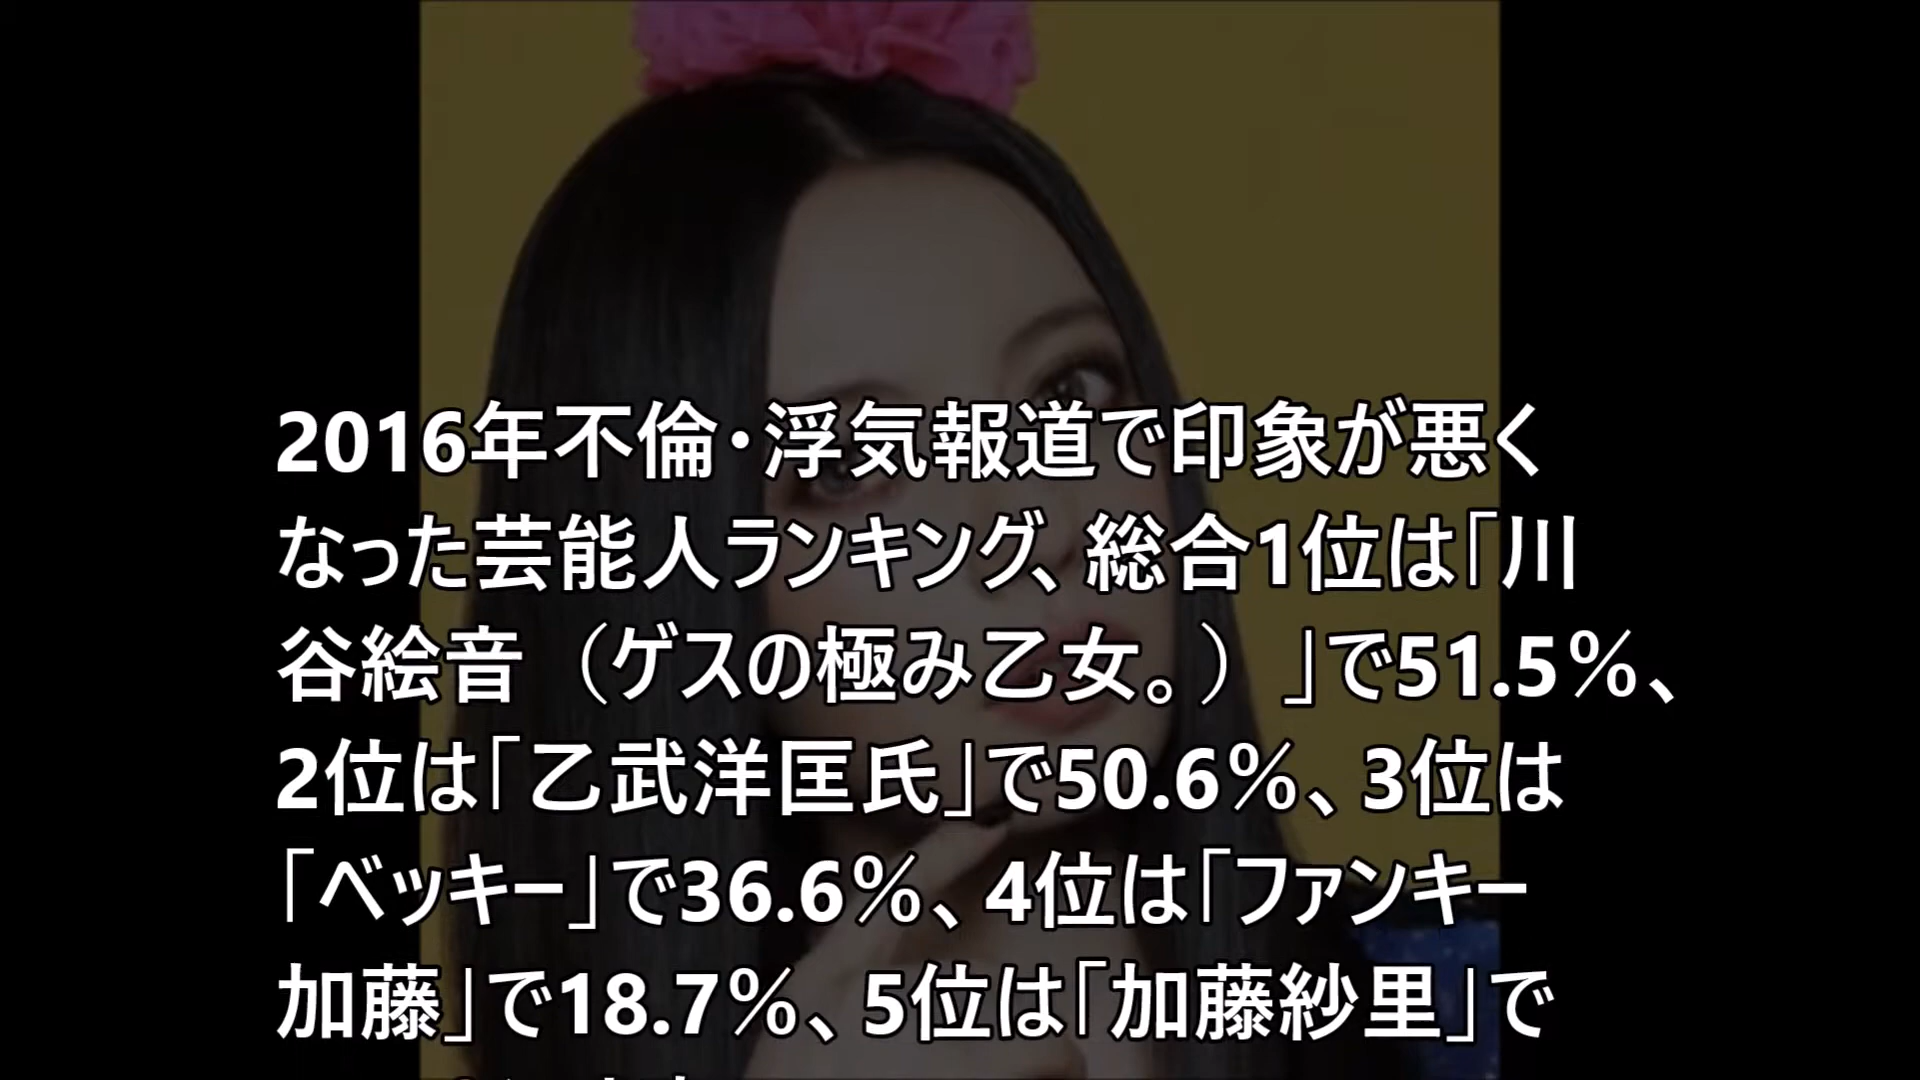 2016年不倫・浮気報道で印象が悪く
なった芸能人ランキング、総合1位は「川
谷絵音（ゲスの極み乙女。）」で51.5％、
2位は「乙武洋匡氏」で50.6％、3位は
「ベッキー」で36.6％、4位は「ファンキー
加藤」で18.7％、5位は「加藤紗里」で